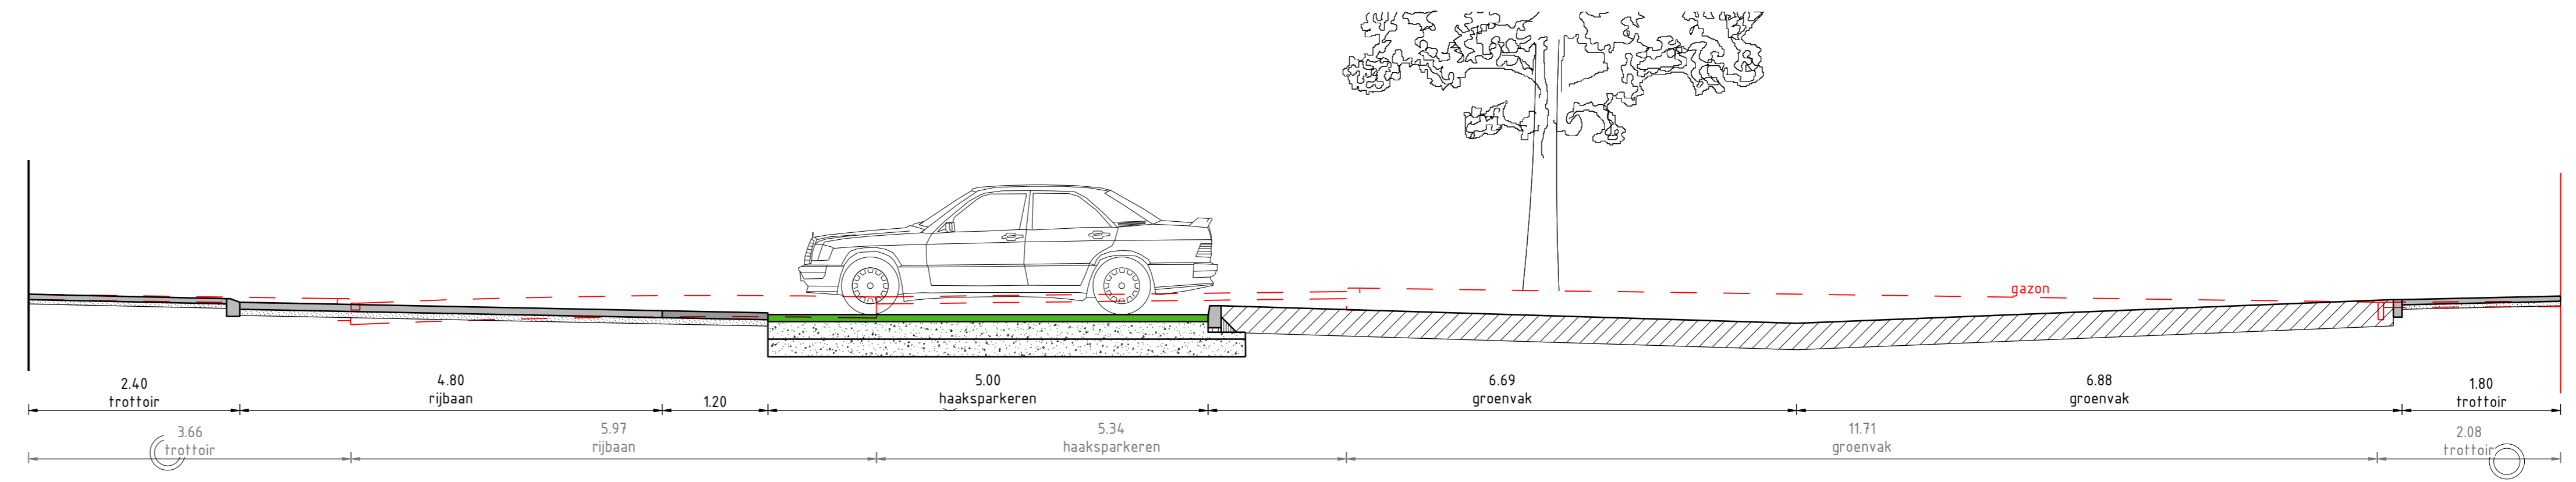 gazon
2.40
trottoir
4.80
rijbaan
1.20
5.00
haaksparkeren
6.69
groenvak
6.88
groenvak
1.80
trottoir
3.66
trottoir
5.97
rijbaan
5.34
haaksparkeren
11.71
groenvak
2.08
trottoir